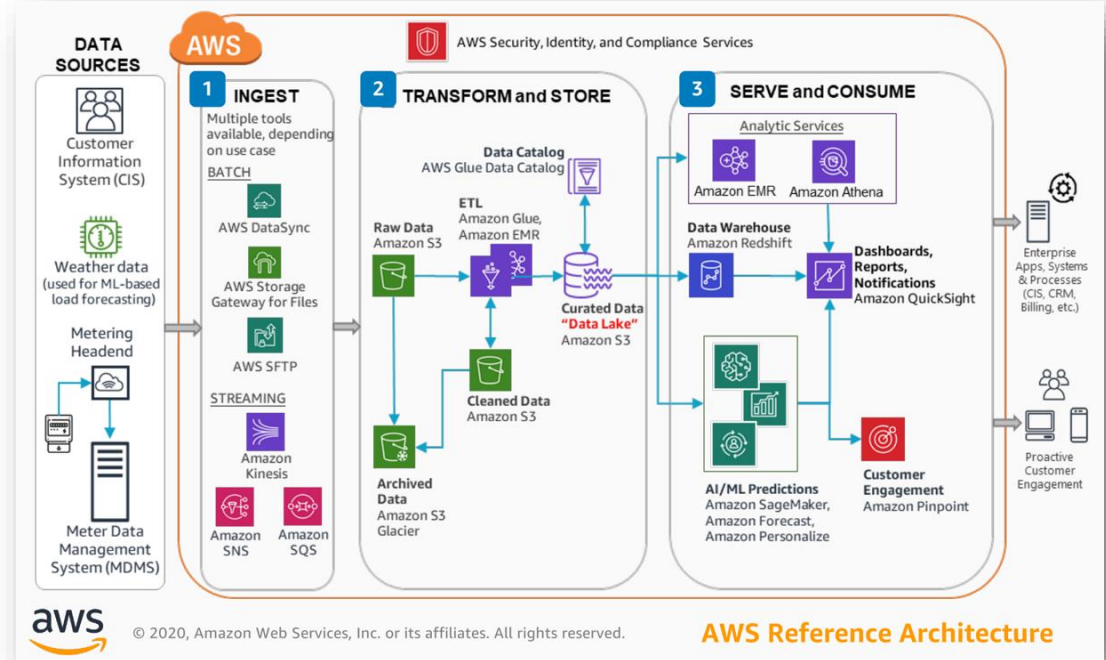 DATA
SOURCES
Customer
Information
System (CIS)
Weather data
(used for ML-based
load forecasting)
Metering
Headend
Meter Data
Management
System (MDMS)
AWS
AWS Security, Identity, and Compliance Services
1
INGEST
Multiple tools
available, depending
on use case
BATCH
AWS DataSync
AWS Storage
Gateway for Files
AWS SFTP
STREAMING
Amazon
Kinesis
Amazon
SNS
Amazon
SQS
2
TRANSFORM and STORE
Data Catalog
AWS Glue Data Catalog
Raw Data
Amazon S3
ETL
Amazon Glue,
Amazon EMR
Curated Data
“Data Lake”
Amazon S3
Cleaned Data
Amazon S3
Archived
Data
Amazon S3
Glacier
3
SERVE and CONSUME
Analytic Services
Amazon EMR
Amazon Athena
Data Warehouse
Amazon Redshift
Dashboards,
Reports,
Notifications
Amazon QuickSight
AI/ML Predictions
Amazon SageMaker,
Amazon Forecast,
Amazon Personalize
Customer
Engagement
Amazon Pinpoint
Enterprise
Apps, Systems
& Processes
(CIS, CRM,
Billing, etc.)
Proactive
Customer
Engagement
aws
© 2020, Amazon Web Services, Inc. or its affiliates. All rights reserved.
AWS Reference Architecture